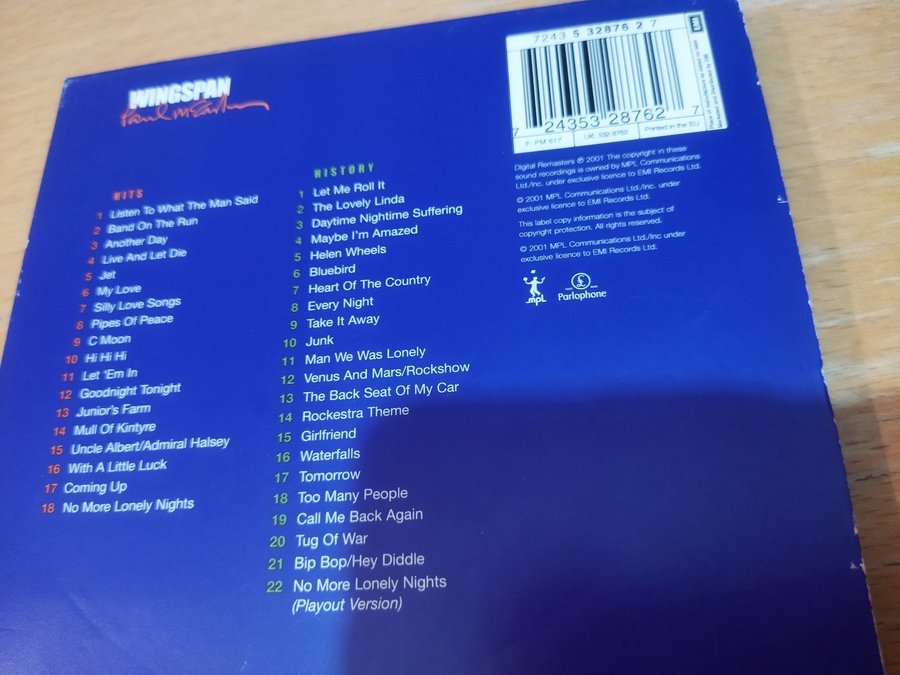 WINGSPAN
Paul McCartney
HITS
1 Listen To What The Man Said
2 Band On The Run
3 Another Day
4 Live And Let Die
5 Jet
6 My Love
7 Silly Love Songs
8 Pipes Of Peace
9 C Moon
10 Hi Hi Hi
11 Let 'Em In
12 Goodnight Tonight
13 Junior's Farm
14 Mull Of Kintyre
15 Uncle Albert/Admiral Halsey
16 With A Little Luck
17 Coming Up
18 No More Lonely Nights
HISTORY
1 Let Me Roll It
2 The Lovely Linda
3 Daytime Nightime Suffering
4 Maybe I'm Amazed
5 Helen Wheels
6 Bluebird
7 Heart Of The Country
8 Every Night
9 Take It Away
10 Junk
11 Man We Was Lonely
12 Venus And Mars/Rockshow
13 The Back Seat Of My Car
14 Rockestra Theme
15 Girlfriend
16 Waterfalls
17 Tomorrow
18 Too Many People
19 Call Me Back Again
20 Tug Of War
21 Bip Bop/Hey Diddle
22 No More Lonely Nights
(Playout Version)
7243 5 32876 2 7
7 24353 28762 7
F: PM 517
UK: 532 8762
Printed in the EU
EMI
Digital Remasters ℗ 2001 The copyright in these
sound recordings is owned by MPL Communications
Ltd./Inc. under exclusive licence to EMI Records Ltd.
© 2001 MPL Communications Ltd./Inc under
exclusive licence to EMI Records Ltd.
This label copy information is the subject of
copyright protection. All rights reserved.
© 2001 MPL Communications Ltd./Inc under
exclusive licence to EMI Records Ltd.
mpL
Parlophone